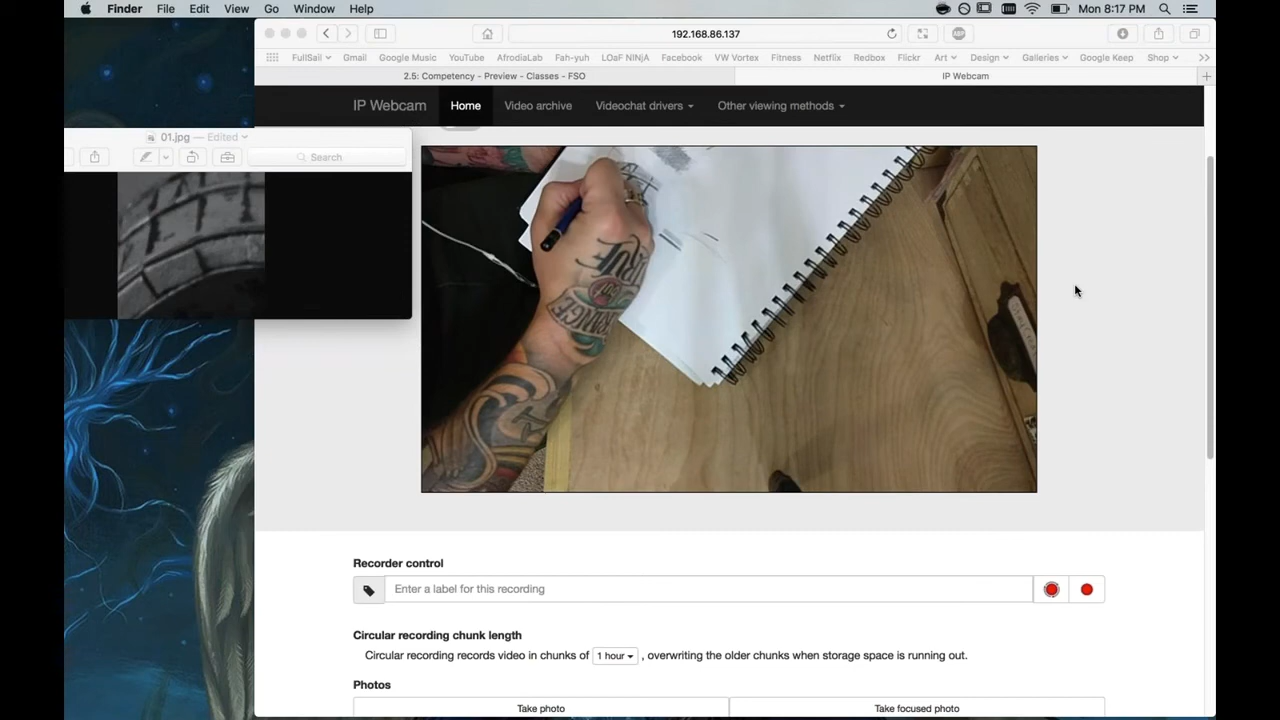 Finder File Edit View Go Window Help Mon 8:17 PM
192.168.86.137
FullSail Gmail Google Music YouTube AfrodiaLab Fah-yuh LOaF NiNjA Facebook VW Vortex Fitness Netflix Redbox Flickr Art Design Galleries Google Keep Shop
2.5: Competency - Preview - Classes - FSO IP Webcam
IP Webcam Home Video archive Videochat drivers Other viewing methods
01.jpg — Edited
Search
Recorder control
Enter a label for this recording
Circular recording chunk length
Circular recording records video in chunks of 1 hour , overwriting the older chunks when storage space is running out.
Photos
Take photo Take focused photo